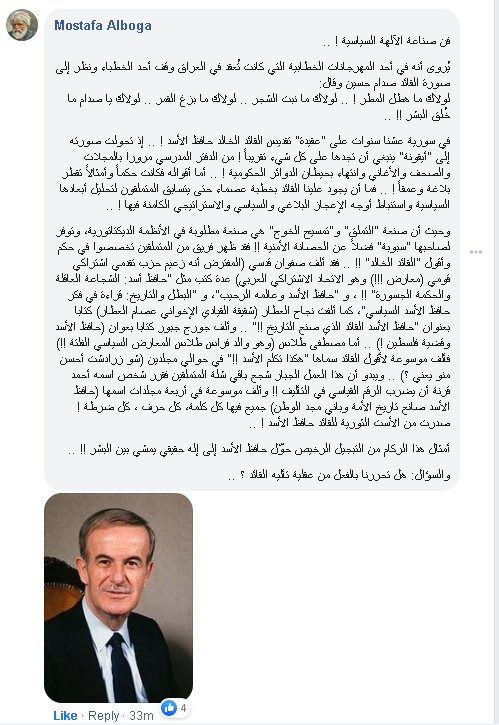 Mostafa Alboga
فن صناعة الآلهة السياسية ! ..
يُروى أنه في أحد المهرجانات الخطابية التي كانت تُعقد في العراق وقف أحد الخطباء ونظر إلى
صورة القائد صدام حسين وقال:
لولاك ما هطل المطر ! .. لولاك ما نبت الشجر .. لولاك ما بزغ القمر .. لولاك يا صدام ما
خُلق البشر !! ..
في سورية عشنا سنوات على "عقيدة" تقديس القائد الخالد حافظ الأسد ! .. إذ تحولت صورته
إلى "أيقونة" ينبغي أن تجدها على كل شيء تقريباً ! من الدفتر المدرسي مرورا بالمجلات
والصحف والأغاني وانتهاء بحيطان الدوائر الحكومية ! .. أما أقواله فكانت حكماً وأمثالاً تقطر
بلاغة وعمقاً ! .. فما أن يجود علينا القائد بخطبة عصماء حتى يتسابق المتملقون لتحليل أبعادها
السياسية واستنباط أوجه الإعجاز البلاغي والسياسي والاستراتيجي الكامنة فيها ! ..
وحيث أن صنعة "التملق" و"تمسيح الخوج" هي صنعة مطلوبة في الأنظمة الديكتاتورية، وتوفر
لصاحبها "سبوبة" فضلاً عن الحصانة الأمنية !! فقد ظهر فريق من المتملقين تخصصوا في حكم
وأقوال "القائد الخالد" !! .. فقد ألف صفوان قدسي (المفترض أنه زعيم حزب تقدمي اشتراكي
قومي (معارض !!!) وهو الاتحاد الاشتراكي العربي) عدة كتب مثل "حافظ أسد: الشجاعة العاقلة
والحكمة الجسورة" !! ، و "حافظ الأسد وعالمه الرحيب"، و "البطل والتاريخ: قراءة في فكر
حافظ الأسد السياسي"، كما ألفت نجاح العطار (شقيقة القيادي الإخواني عصام العطار) كتابا
بعنوان "حافظ الأسد القائد الذي صنع التاريخ !!" .. وألف جورج جبور كتابا بعنوان (حافظ الأسد
وقضية فلسطين !) .. أما مصطفى طلاس (وهو والد فراس طلاس المعارض السياسي الفلتة !!)
فألف موسوعة لأقوال القائد سماها "هكذا تكلم الأسد !!" في حوالي مجلدين (شو زرادشت أحسن
منو يعني ؟) .. ويبدو أن هذا العمل الجبار شجع باقي شلة المتملقين فقرر شخص اسمه أحمد
قرنة أن يضرب الرقم القياسي في التأليف !! وألف موسوعة في أربعة مجلدات اسمها (حافظ
الأسد صانع تاريخ الأمة وباني مجد الوطن) جميع فيها كل كلمة، كل حرف ، كل ضرطة !
صدرت من الأست الثورية للقائد حافظ الأسد ! ..
أمثال هذا الركام من التبجيل الرخيص حوّل حافظ الأسد إلى إله حقيقي يمشي بين البشر !! ..
والسؤال: هل تحررنا بالفعل من عقلية تأليه القائد ؟ ..
Like · Reply · 33m
4